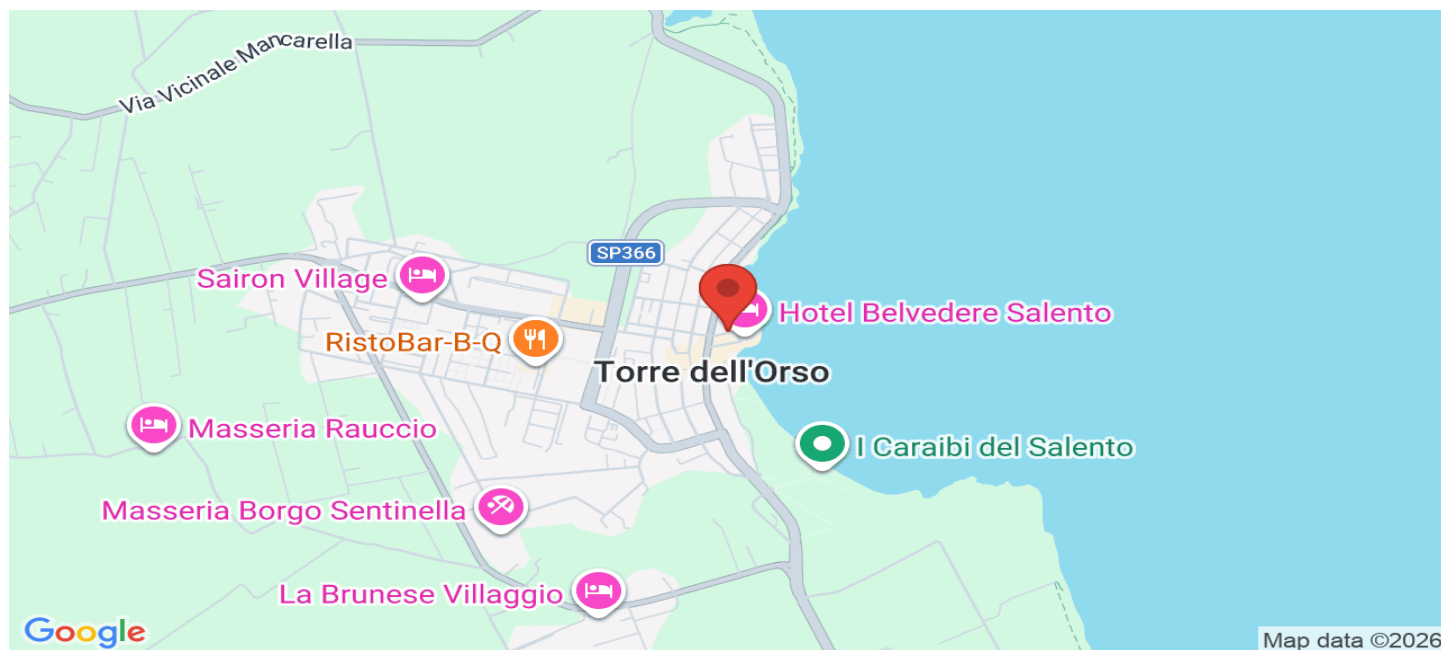 Via Vicinale Mancarella
SP366
Sairon Village
Hotel Belvedere Salento
RistoBar-B-Q
Torre dell'Orso
Masseria Rauccio
I Caraibi del Salento
Masseria Borgo Sentinella
La Brunese Villaggio
Google
Map data ©2026